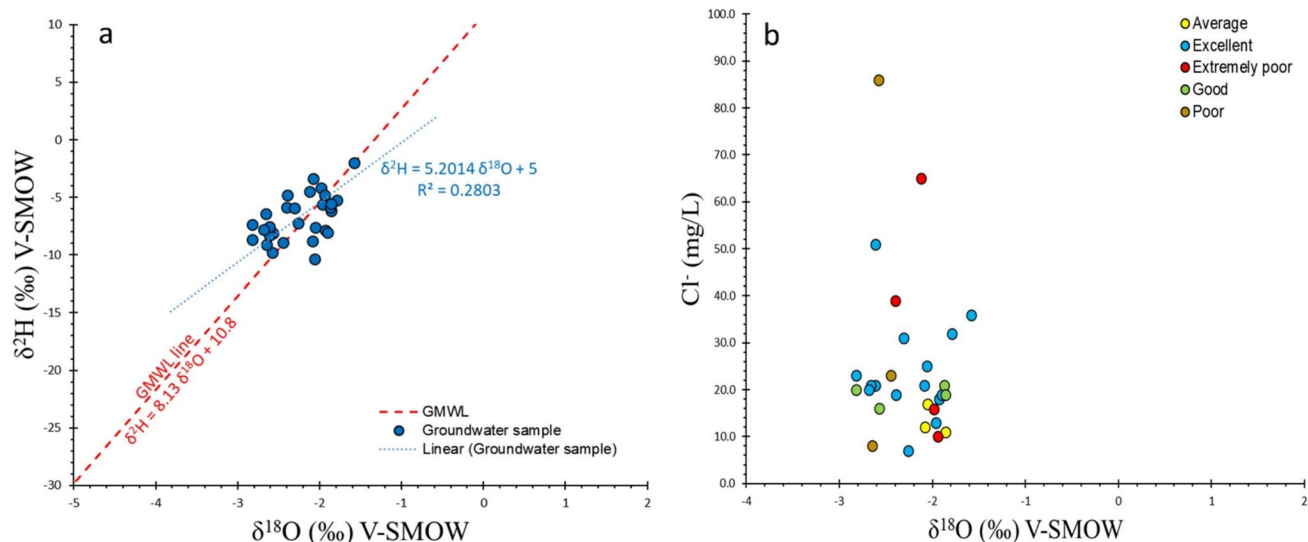 a
10
5
0
-5
-10
-15
-20
-25
-30
δ²H (‰) V-SMOW
-5
-4
-3
-2
-1
0
1
2
δ¹⁸O (‰) V-SMOW
δ²H = 5.2014 δ¹⁸O + 5
R² = 0.2803
GMWL line
δ²H = 8.13 δ¹⁸O + 10.8
GMWL
Groundwater sample
Linear (Groundwater sample)
b
100.0
90.0
80.0
70.0
60.0
50.0
40.0
30.0
20.0
10.0
0.0
Cl⁻ (mg/L)
-4
-3
-2
-1
0
1
2
δ¹⁸O (‰) V-SMOW
Average
Excellent
Extremely poor
Good
Poor